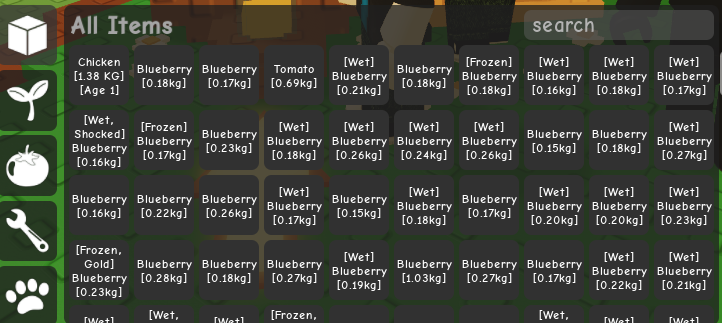 All Items
search
Chicken [1.38 KG] [Age 1]
Blueberry [0.18kg]
Blueberry [0.17kg]
Tomato [0.69kg]
[Wet] Blueberry [0.21kg]
Blueberry [0.18kg]
[Frozen] Blueberry [0.18kg]
[Wet] Blueberry [0.16kg]
[Wet] Blueberry [0.18kg]
[Wet] Blueberry [0.17kg]
[Wet, Shocked] Blueberry [0.16kg]
[Frozen] Blueberry [0.17kg]
Blueberry [0.23kg]
[Wet] Blueberry [0.18kg]
[Wet] Blueberry [0.26kg]
[Wet] Blueberry [0.24kg]
[Wet] Blueberry [0.26kg]
Blueberry [0.15kg]
Blueberry [0.18kg]
[Wet] Blueberry [0.27kg]
Blueberry [0.16kg]
Blueberry [0.22kg]
Blueberry [0.26kg]
[Wet] Blueberry [0.17kg]
Blueberry [0.15kg]
[Wet] Blueberry [0.18kg]
Blueberry [0.17kg]
[Wet] Blueberry [0.20kg]
[Wet] Blueberry [0.20kg]
[Wet] Blueberry [0.23kg]
[Frozen, Gold] Blueberry [0.23kg]
Blueberry [0.28kg]
Blueberry [0.18kg]
Blueberry [0.27kg]
[Wet] Blueberry [0.19kg]
Blueberry [1.03kg]
Blueberry [0.27kg]
Blueberry [0.17kg]
[Wet] Blueberry [0.22kg]
[Wet] Blueberry [0.21kg]
[Wet]
[Wet,
[Wet]
[Frozen,
[Wet,
[Wet]
[Wet]